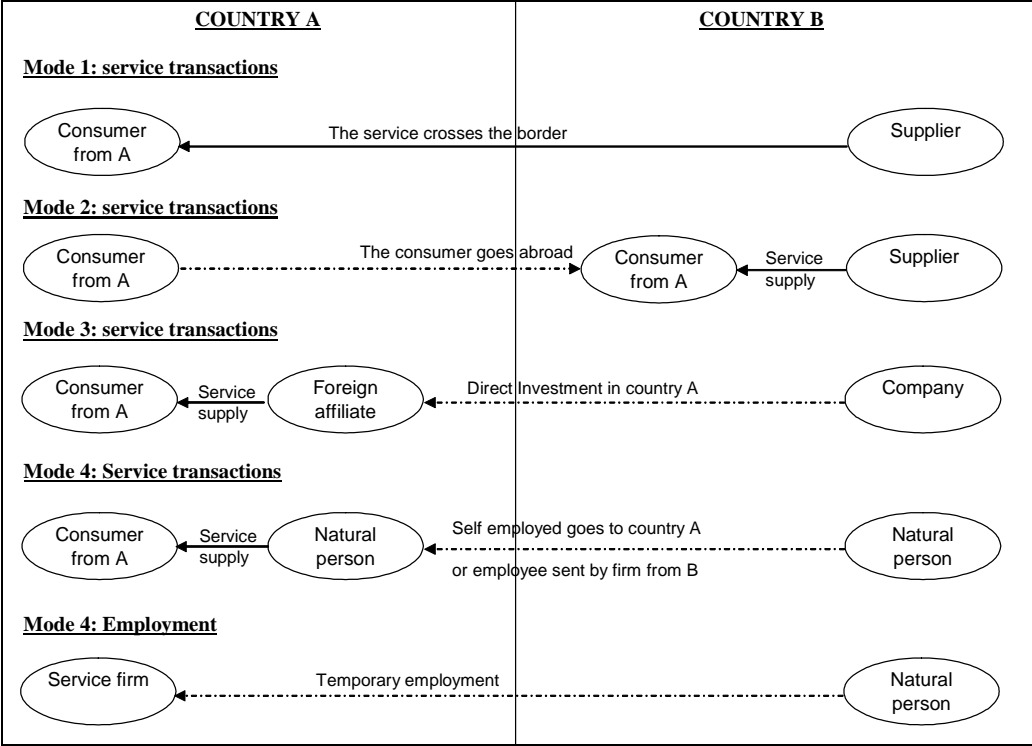 COUNTRY A
COUNTRY B
Mode 1: service transactions
Consumer
from A
The service crosses the border
Supplier
Mode 2: service transactions
Consumer
from A
The consumer goes abroad
Consumer
from A
Service
supply
Supplier
Mode 3: service transactions
Consumer
from A
Service
supply
Foreign
affiliate
Direct Investment in country A
Company
Mode 4: Service transactions
Consumer
from A
Service
supply
Natural
person
Self employed goes to country A
or employee sent by firm from B
Natural
person
Mode 4: Employment
Service firm
Temporary employment
Natural
person